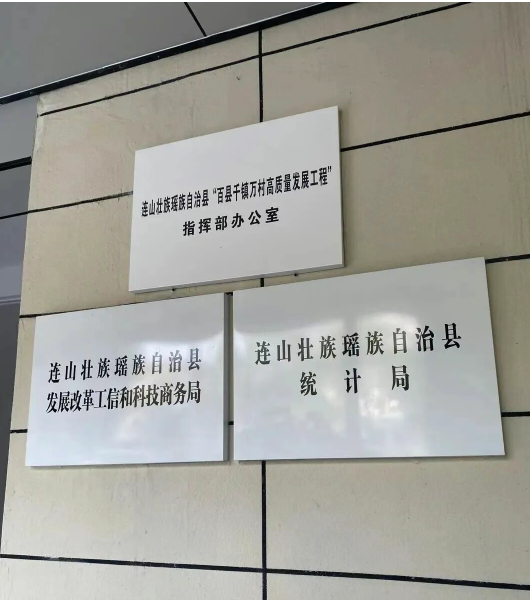 连山壮族瑶族自治县“百县千镇万村高质量发展工程”
指挥部办公室
连山壮族瑶族自治县
发展改革工信和科技商务局
连山壮族瑶族自治县
统计局